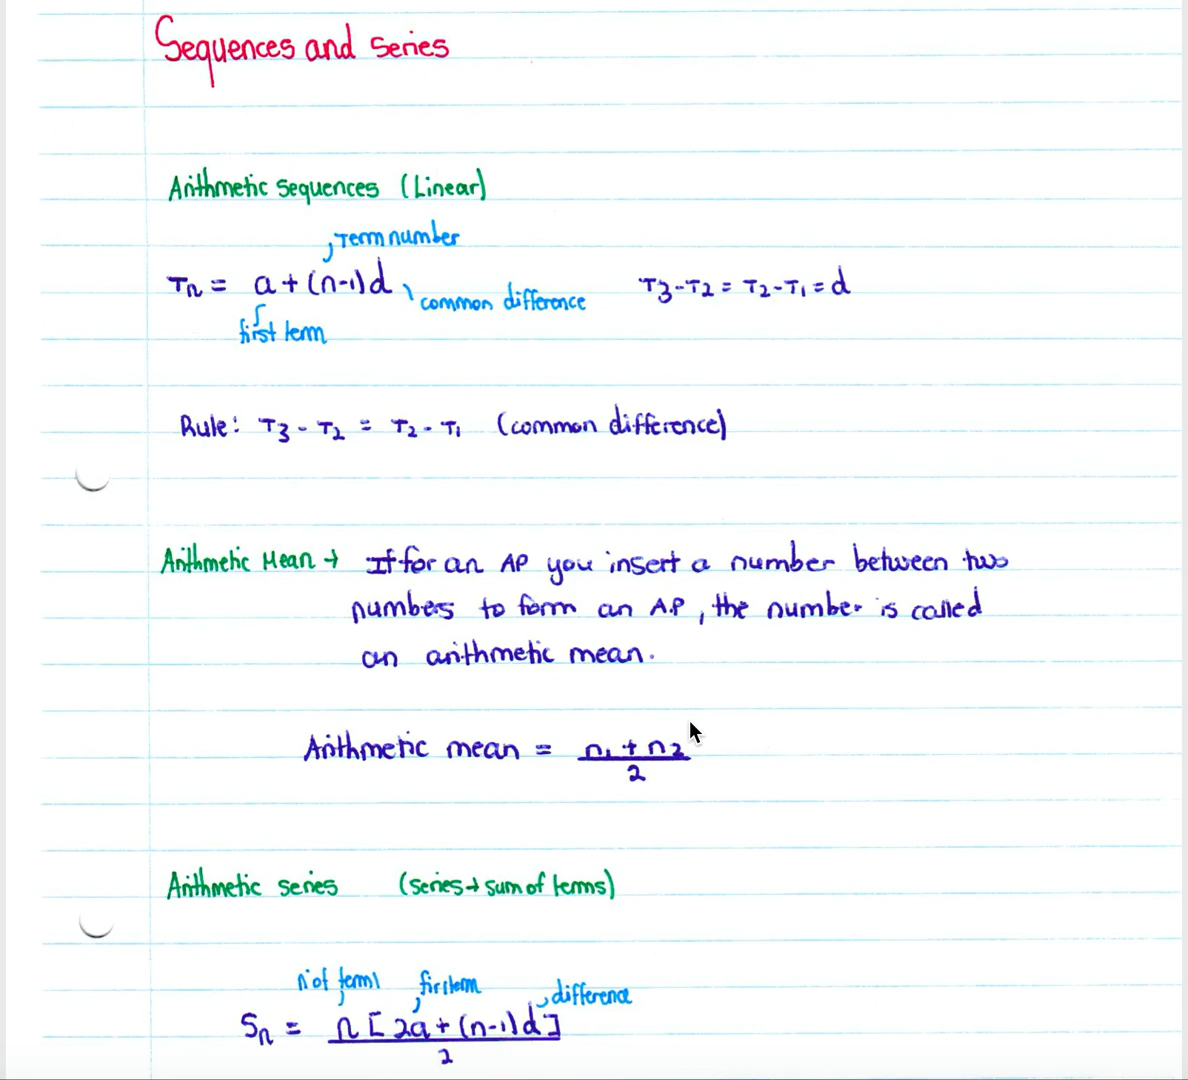 Sequences and series
Arithmetic sequences (Linear)
Term number
Tn = a + (n-1)d
common difference
T3-T2 = T2-T1 = d
first term
Rule: T3 - T2 = T2 - T1 (common difference)
Arithmetic Mean → If for an AP you insert a number between two
numbers to form an AP, the number is called
an arithmetic mean.
Arithmetic mean = n1 + n2
2
Arithmetic series (series → sum of terms)
n° of terms first term difference
Sn = n [ 2a + (n-1)d ]
2